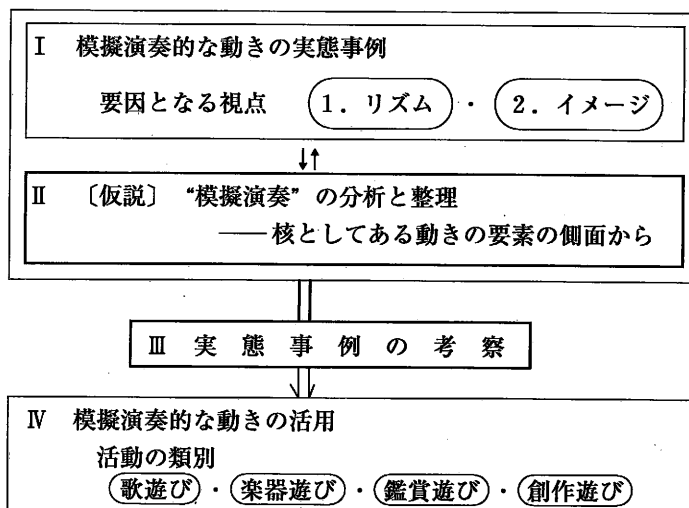 Ⅰ 模擬演奏的な動きの実態事例
要因となる視点 1．リズム・2．イメージ
↓↑
Ⅱ 〔仮説〕“模擬演奏”の分析と整理
――核としてある動きの要素の側面から
Ⅲ 実態事例の考察
Ⅳ 模擬演奏的な動きの活用
活動の類別
歌遊び・楽器遊び・鑑賞遊び・創作遊び